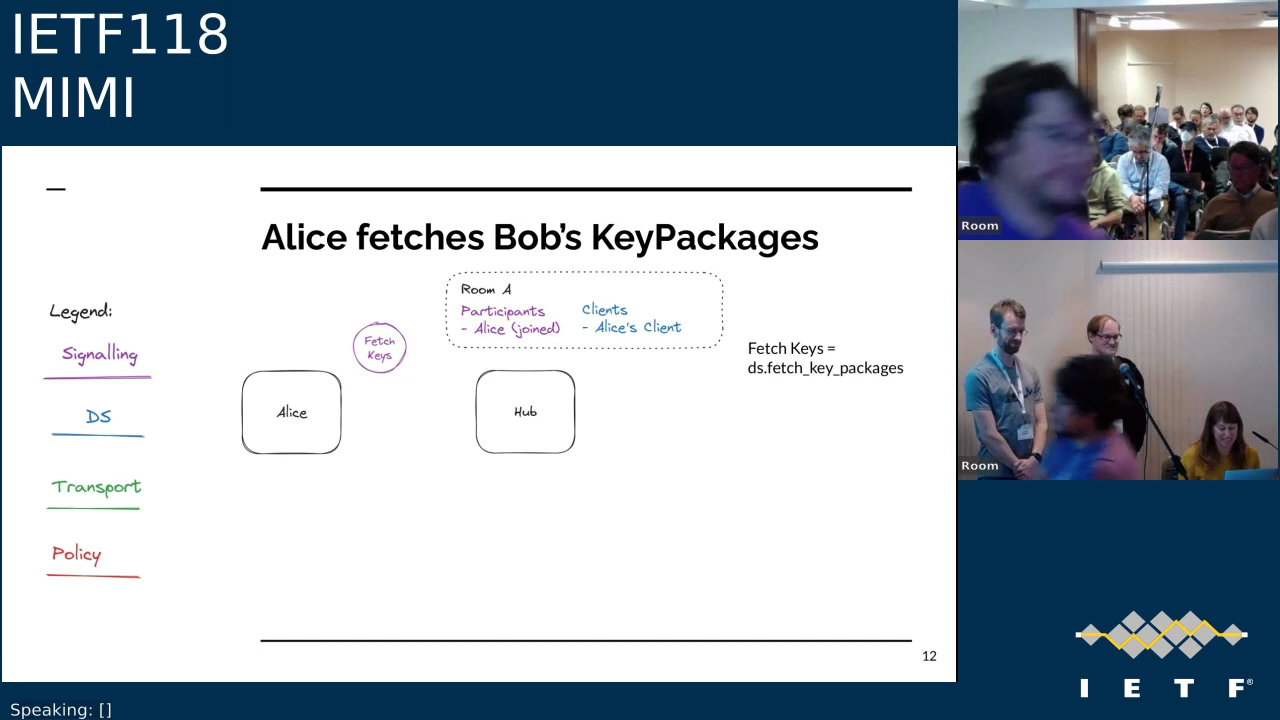 IETF118
MIMI
Alice fetches Bob's KeyPackages
Legend:
Signalling
DS
Transport
Policy
Room A
Participants
- Alice (joined)
Clients
- Alice's Client
Fetch
Keys
Alice
Hub
Fetch Keys =
ds.fetch_key_packages
12
Room
Room
I E T F®
Speaking: []